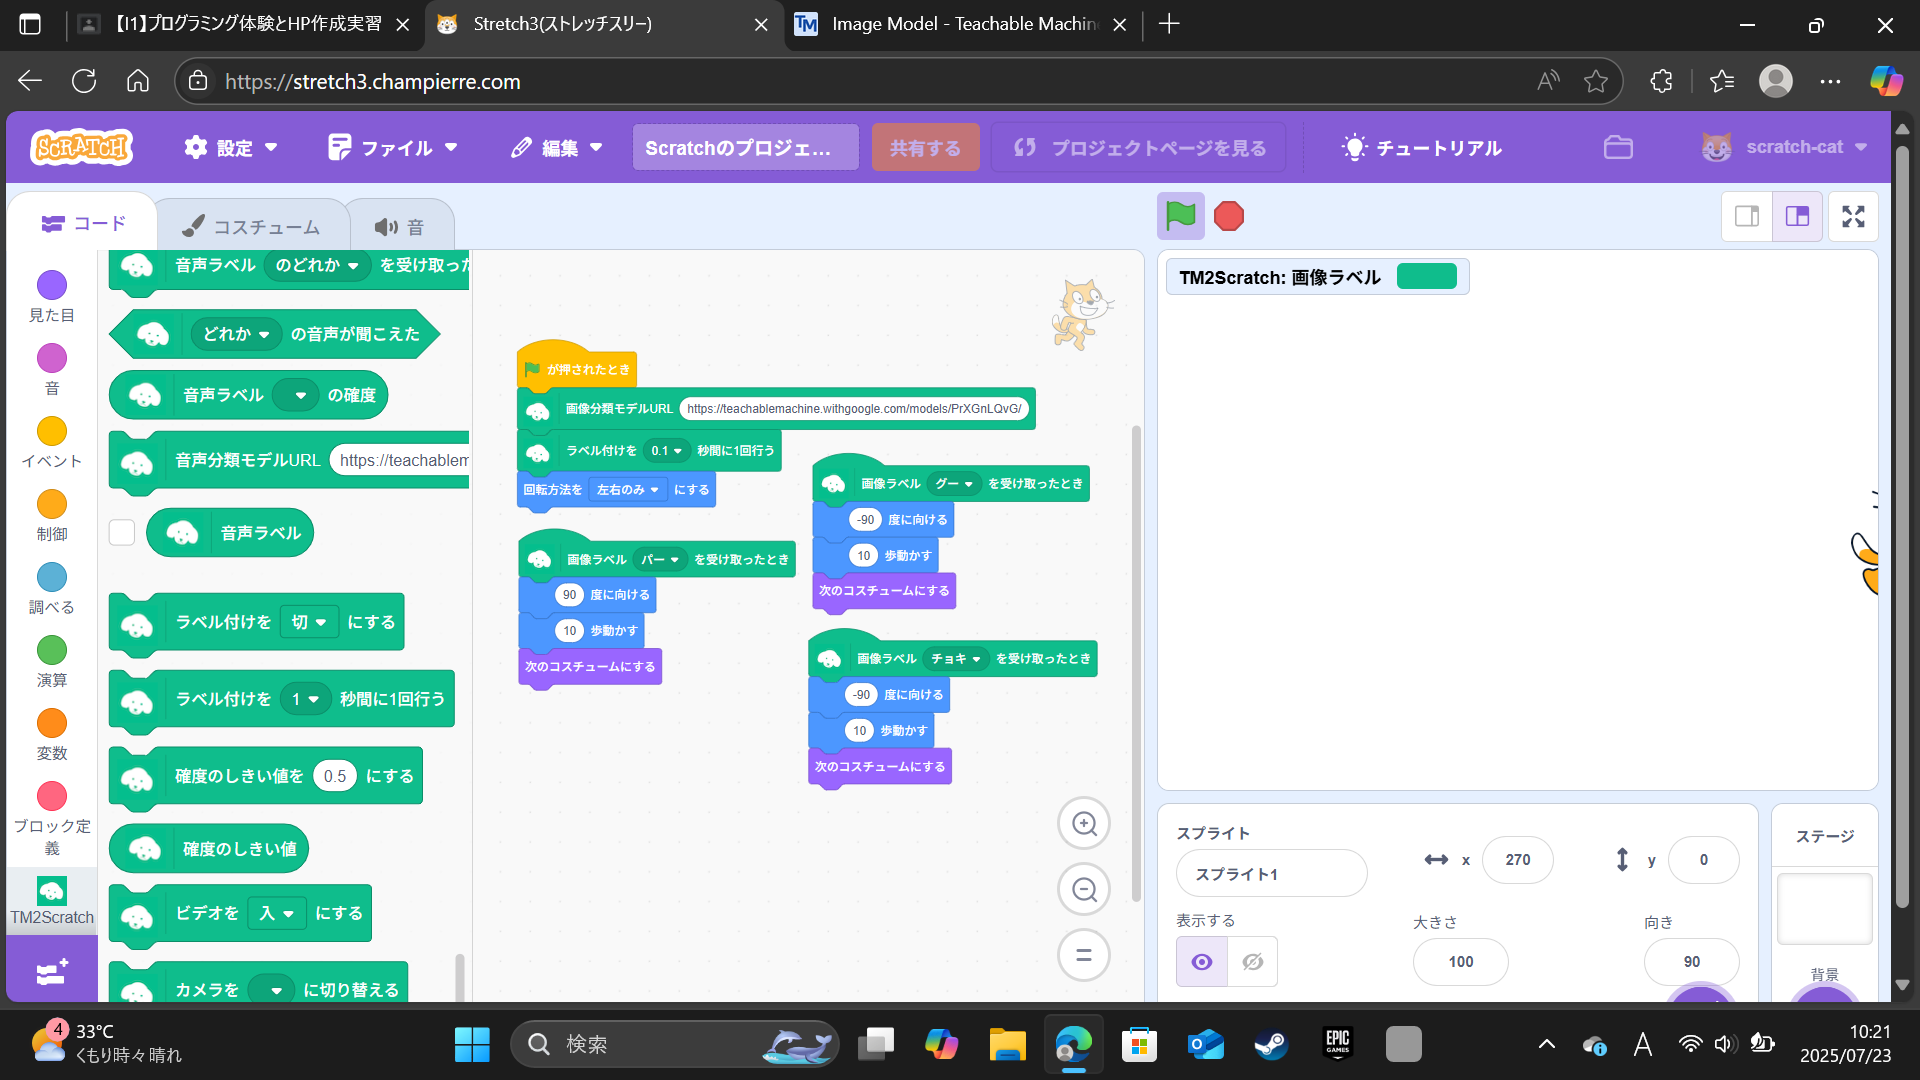 【I1】プログラミング体験とHP作成実習
Stretch3(ストレッチスリー)
Image Model - Teachable Machine
https://stretch3.champierre.com
SCRATCH
設定
ファイル
編集
Scratchのプロジェ...
共有する
プロジェクトページを見る
チュートリアル
scratch-cat
コード
コスチューム
音
見た目
音
イベント
制御
調べる
演算
変数
ブロック定義
TM2Scratch
音声ラベル のどれか を受け取った
どれか の音声が聞こえた
音声ラベル の確度
音声分類モデルURL https://teachablem
音声ラベル
ラベル付けを 切 にする
ラベル付けを 1 秒間に1回行う
確度のしきい値を 0.5 にする
確度のしきい値
ビデオを 入 にする
カメラを に切り替える
が押されたとき
画像分類モデルURL https://teachablemachine.withgoogle.com/models/PrXGnLQvG/
ラベル付けを 0.1 秒間に1回行う
回転方法を 左右のみ にする
画像ラベル パー を受け取ったとき
90 度に向ける
10 歩動かす
次のコスチュームにする
画像ラベル グー を受け取ったとき
-90 度に向ける
10 歩動かす
次のコスチュームにする
画像ラベル チョキ を受け取ったとき
-90 度に向ける
10 歩動かす
次のコスチュームにする
TM2Scratch: 画像ラベル
スプライト
スプライト1
x 270
y 0
表示する
大きさ
100
向き
90
ステージ
背景
4
33°C
くもり時々晴れ
検索
EPIC
GAMES
A
10:21
2025/07/23